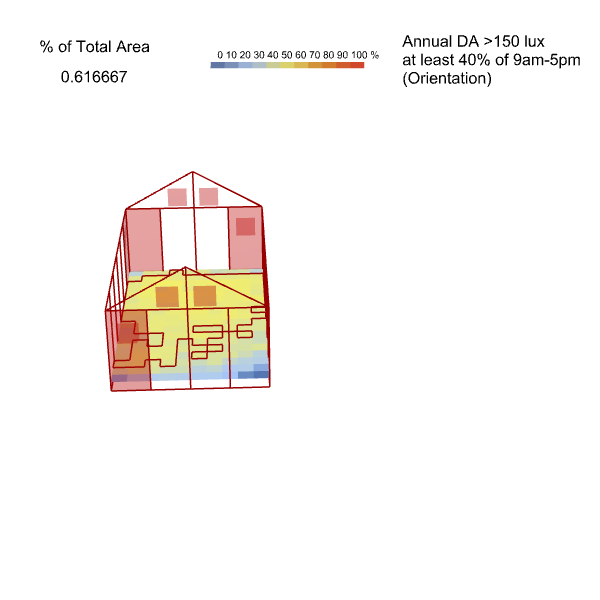 % of Total Area
0.616667
0 10 20 30 40 50 60 70 80 90 100 %
Annual DA >150 lux
at least 40% of 9am-5pm
(Orientation)